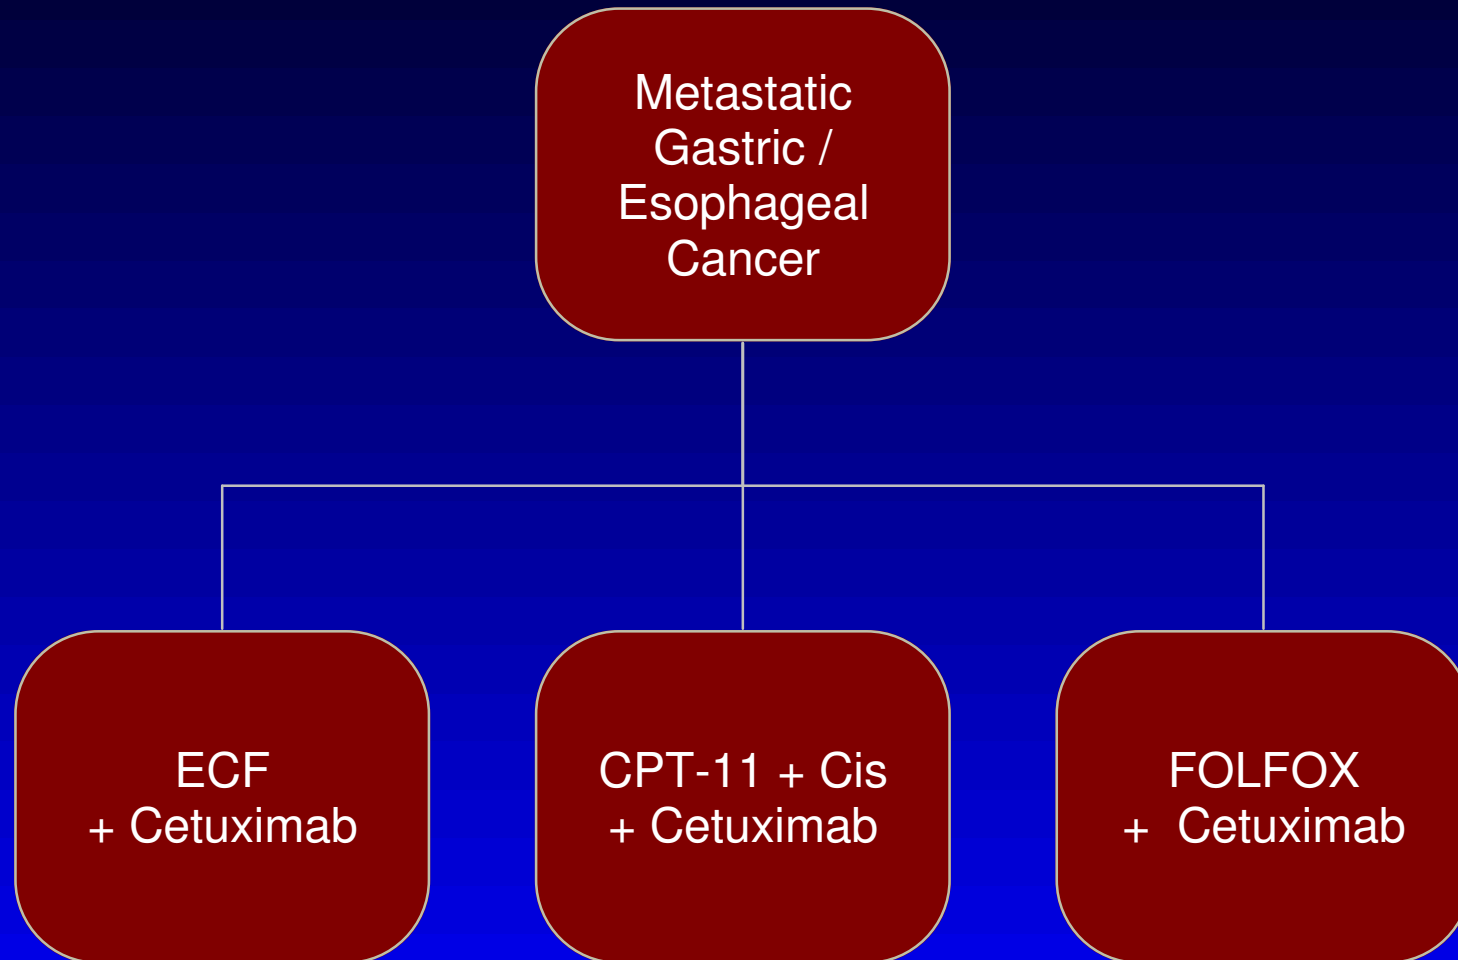 Metastatic
Gastric /
Esophageal
Cancer
ECF
+ Cetuximab
CPT-11 + Cis
+ Cetuximab
FOLFOX
+ Cetuximab